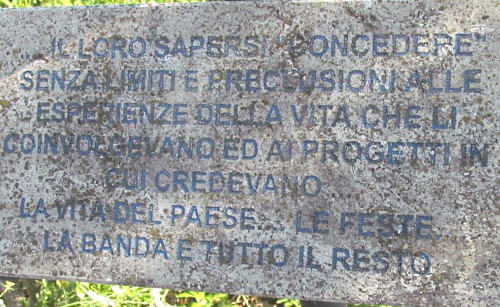 ... IL LORO SAPERSI "CONCEDERE"
SENZA LIMITI E PRECLUSIONI ALLE
ESPERIENZE DELLA VITA CHE LI
COINVOLGEVANO ED AI PROGETTI IN
CUI CREDEVANO
LA VITA DEL PAESE... LE FESTE...
LA BANDA E TUTTO IL RESTO